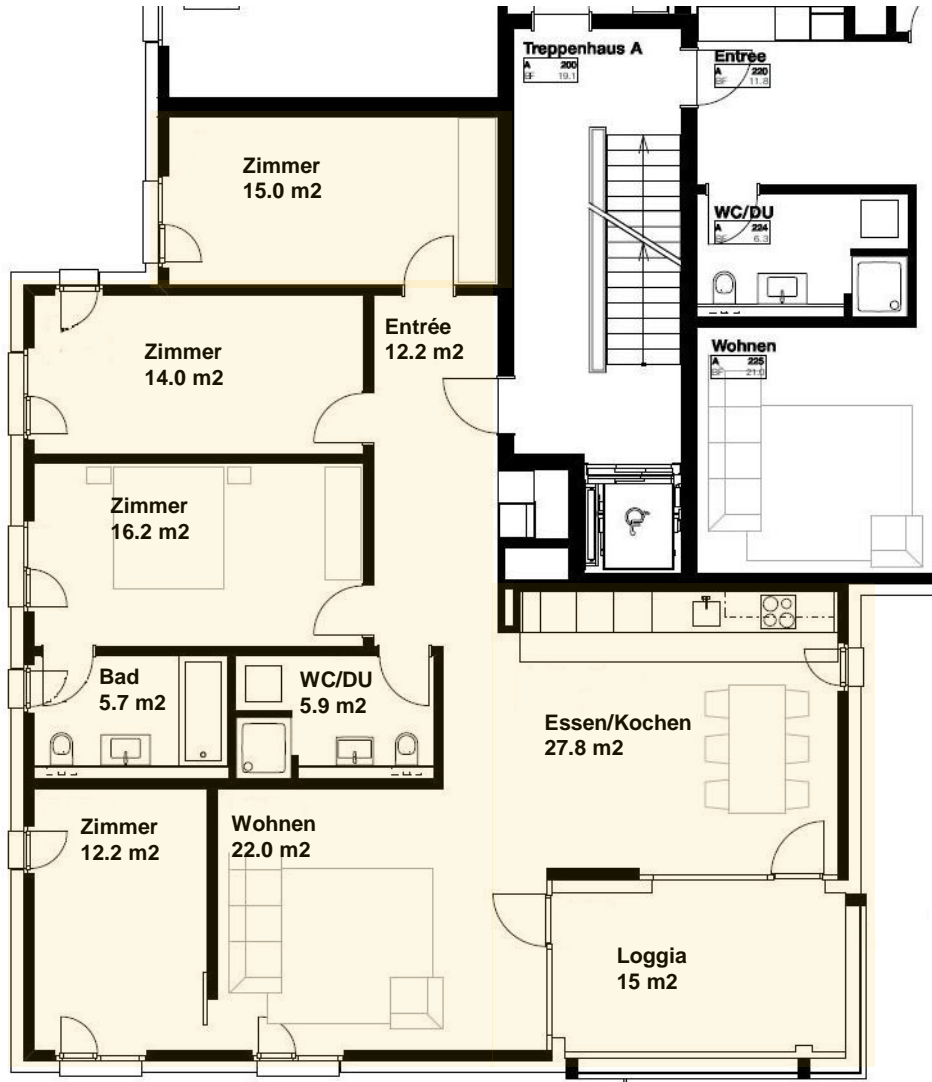 Treppenhaus A
A 200
BF 19.1
Entrée
A 220
BF 11.8
Zimmer
15.0 m2
WC/DU
A 224
BF 6.3
Entrée
12.2 m2
Zimmer
14.0 m2
Wohnen
A 225
BF 21.0
Zimmer
16.2 m2
Bad
5.7 m2
WC/DU
5.9 m2
Essen/Kochen
27.8 m2
Zimmer
12.2 m2
Wohnen
22.0 m2
Loggia
15 m2